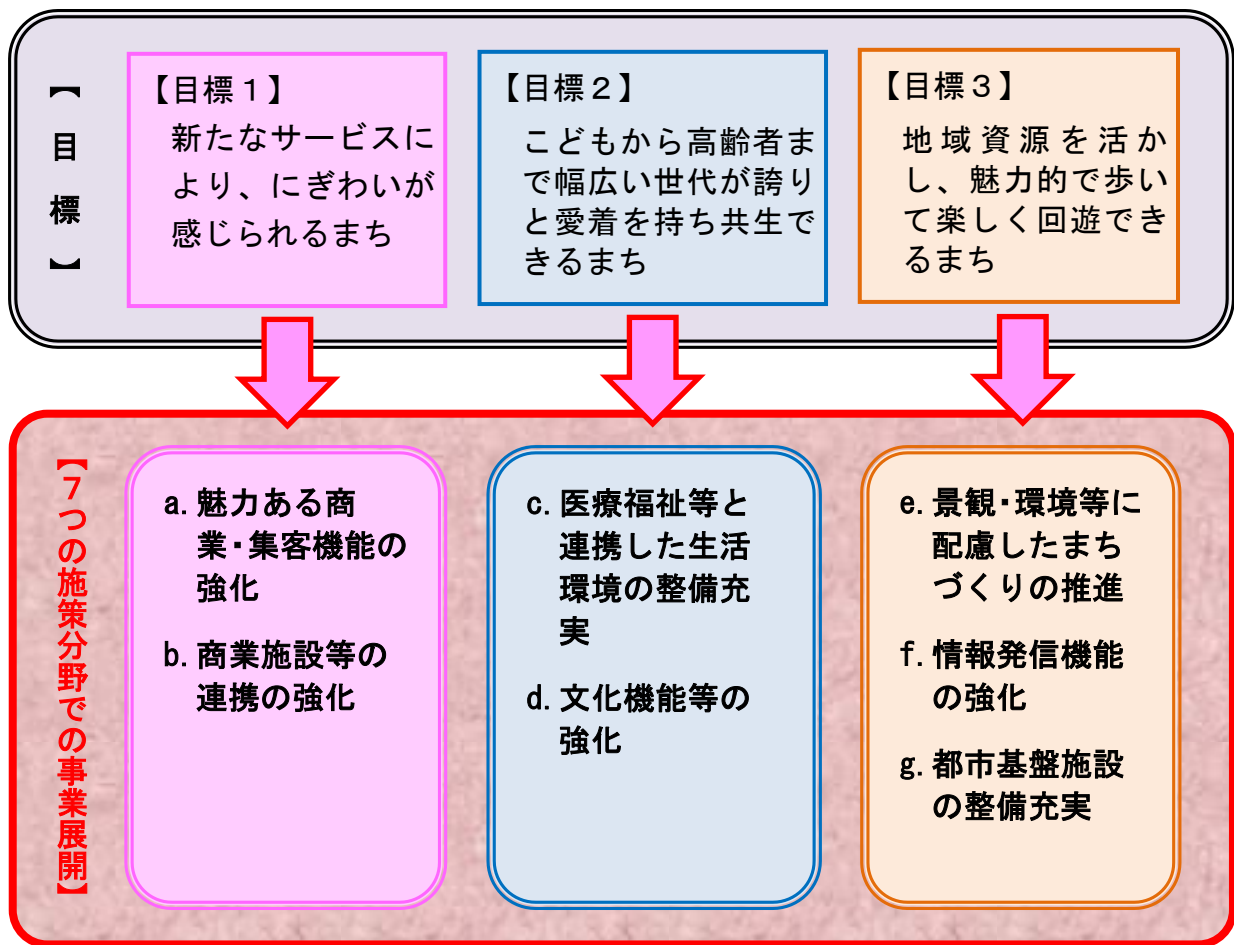 【目標】
【目標１】
新たなサービスに
より、にぎわいが
感じられるまち
【目標２】
こどもから高齢者ま
で幅広い世代が誇り
と愛着を持ち共生で
きるまち
【目標３】
地域資源を活か
し、魅力的で歩い
て楽しく回遊でき
るまち
【７つの施策分野での事業展開】
a. 魅力ある商
業・集客機能の
強化
b. 商業施設等の
連携の強化
c. 医療福祉等と
連携した生活
環境の整備充
実
d. 文化機能等の
強化
e. 景観・環境等に
配慮したまち
づくりの推進
f. 情報発信機能
の強化
g. 都市基盤施設
の整備充実